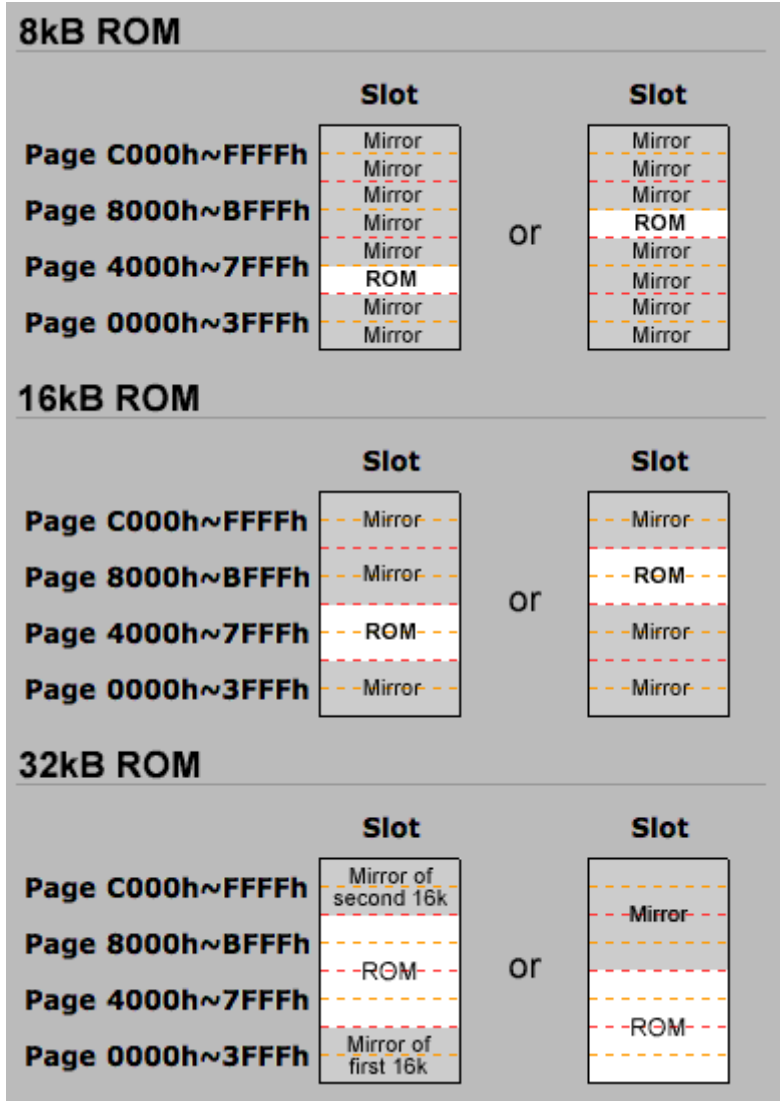 8kB ROM
Slot Slot
Mirror Mirror
Page C000h~FFFFh
Mirror Mirror
Mirror Mirror
Page 8000h~BFFFh
Mirror ROM
or
Mirror Mirror
Page 4000h~7FFFh
ROM Mirror
Mirror Mirror
Page 0000h~3FFFh
Mirror Mirror
16kB ROM
Slot Slot
Page C000h~FFFFh Mirror Mirror
Page 8000h~BFFFh Mirror ROM
or
Page 4000h~7FFFh ROM Mirror
Page 0000h~3FFFh Mirror Mirror
32kB ROM
Slot Slot
Mirror of
Page C000h~FFFFh
second 16k
Mirror
Page 8000h~BFFFh
ROM or
Page 4000h~7FFFh
ROM
Mirror of
Page 0000h~3FFFh
first 16k